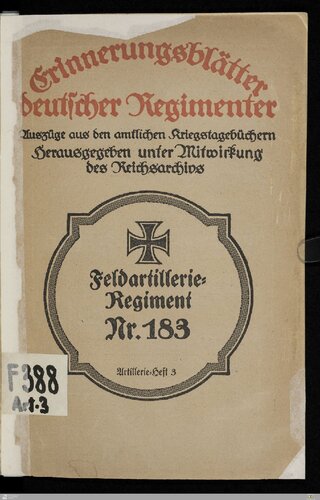 Erinnerungsblätter
deutscher Regimenter
Auszüge aus den amtlichen Kriegstagebüchern
Herausgegeben unter Mitwirkung
des Reichsarchivs
Feldartillerie-
Regiment
Nr. 183
Artillerie-Heft 3
F388
Art.3